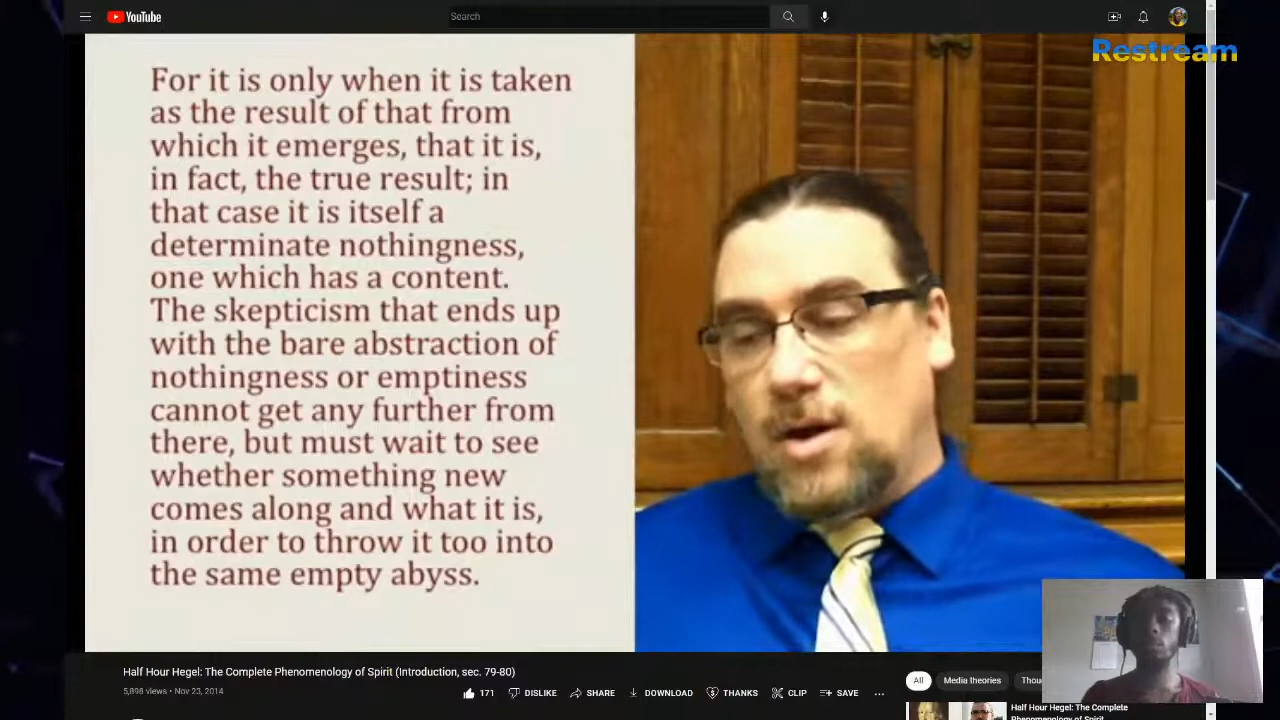 YouTube
Search
Restream
For it is only when it is taken
as the result of that from
which it emerges, that it is,
in fact, the true result; in
that case it is itself a
determinate nothingness,
one which has a content.
The skepticism that ends up
with the bare abstraction of
nothingness or emptiness
cannot get any further from
there, but must wait to see
whether something new
comes along and what it is,
in order to throw it too into
the same empty abyss.
Half Hour Hegel: The Complete Phenomenology of Spirit (Introduction, sec. 79-80)
5,898 views • Nov 23, 2014
171
DISLIKE
SHARE
DOWNLOAD
THANKS
CLIP
SAVE
All
Media theories
Thou
Half Hour Hegel: The Complete
Phenomenology of Spirit